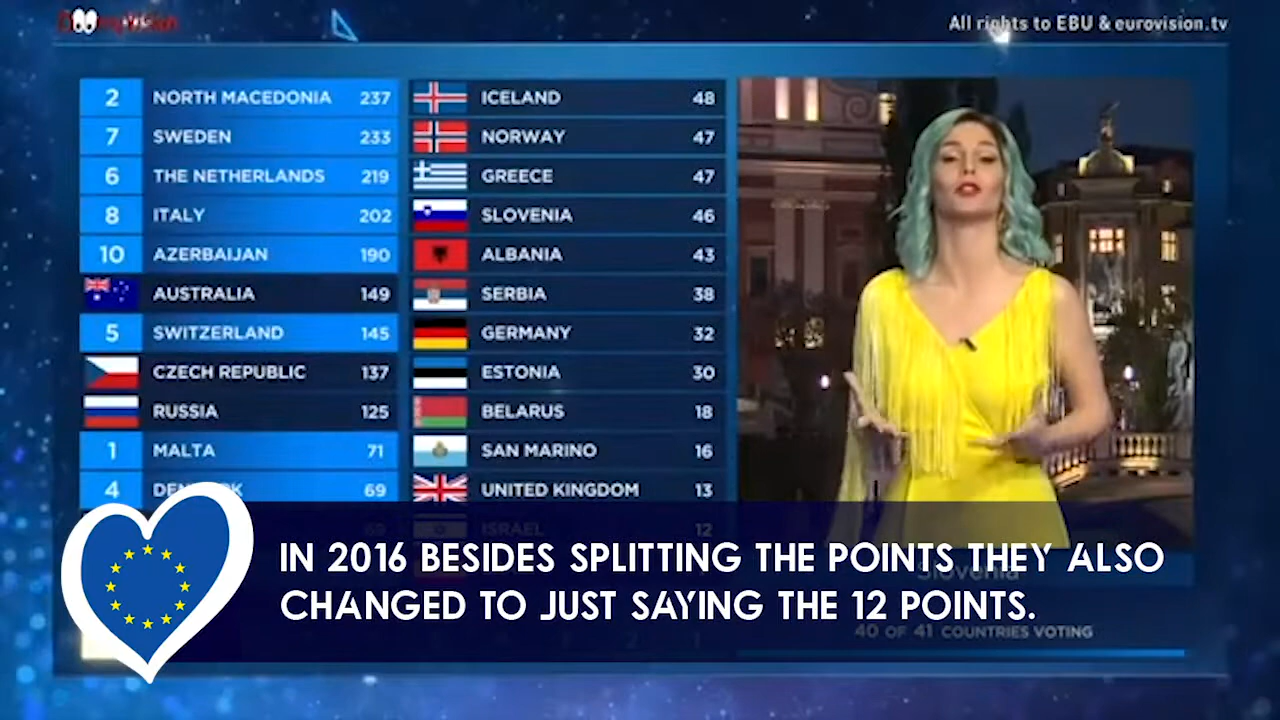 All rights to EBU & eurovision.tv
2 NORTH MACEDONIA 237
7 SWEDEN 233
6 THE NETHERLANDS 219
8 ITALY 202
10 AZERBAIJAN 190
AUSTRALIA 149
5 SWITZERLAND 145
CZECH REPUBLIC 137
RUSSIA 125
1 MALTA 71
4 69
ICELAND 48
NORWAY 47
GREECE 47
SLOVENIA 46
ALBANIA 43
SERBIA 38
GERMANY 32
ESTONIA 30
BELARUS 18
SAN MARINO 16
UNITED KINGDOM 13
ISRAEL 12
Slovenia
IN 2016 BESIDES SPLITTING THE POINTS THEY ALSO
CHANGED TO JUST SAYING THE 12 POINTS.
40 OF 41 COUNTRIES VOTING